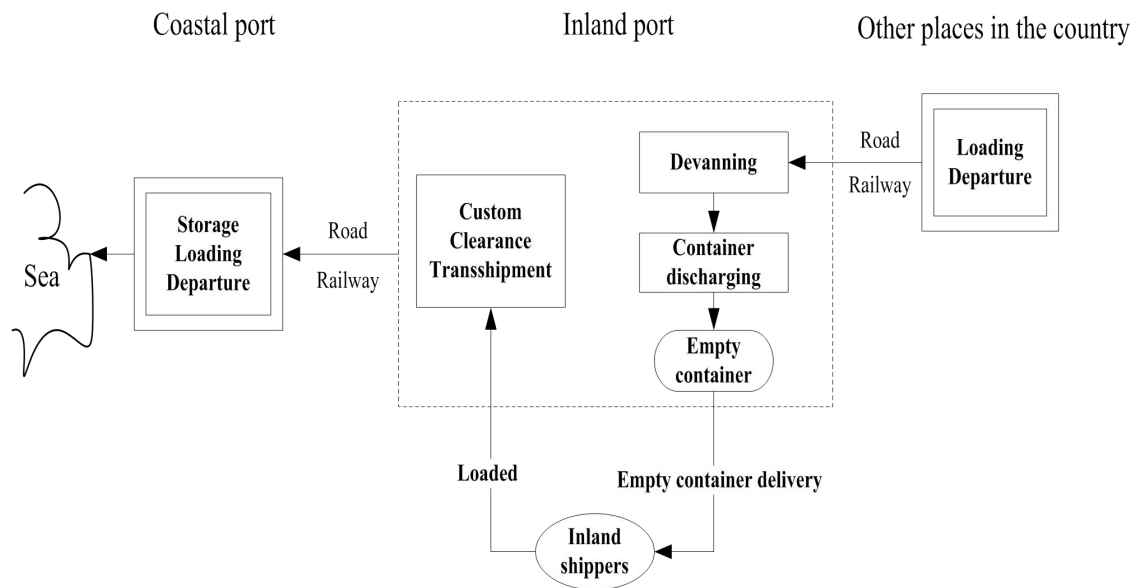 Coastal port
Inland port
Other places in the country
Sea
Storage
Loading
Departure
Road
Railway
Custom
Clearance
Transshipment
Devanning
Container
discharging
Empty
container
Road
Railway
Loading
Departure
Loaded
Empty container delivery
Inland
shippers